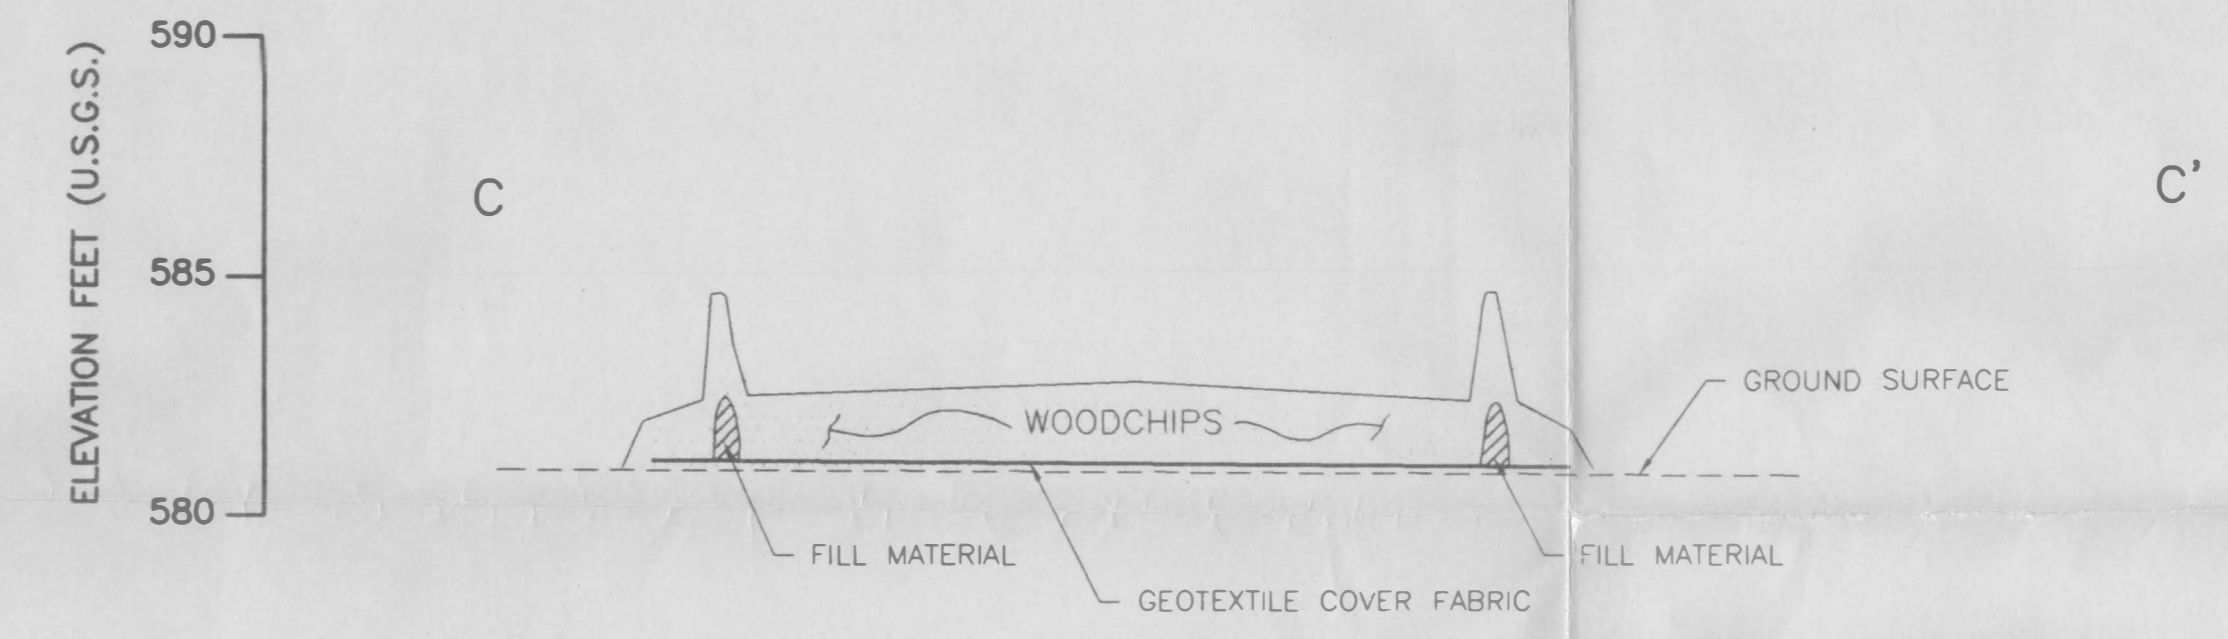 590
ELEVATION FEET (U.S.G.S.)
C
C'
585
GROUND SURFACE
WOODCHIPS
580
FILL MATERIAL
FILL MATERIAL
GEOTEXTILE COVER FABRIC